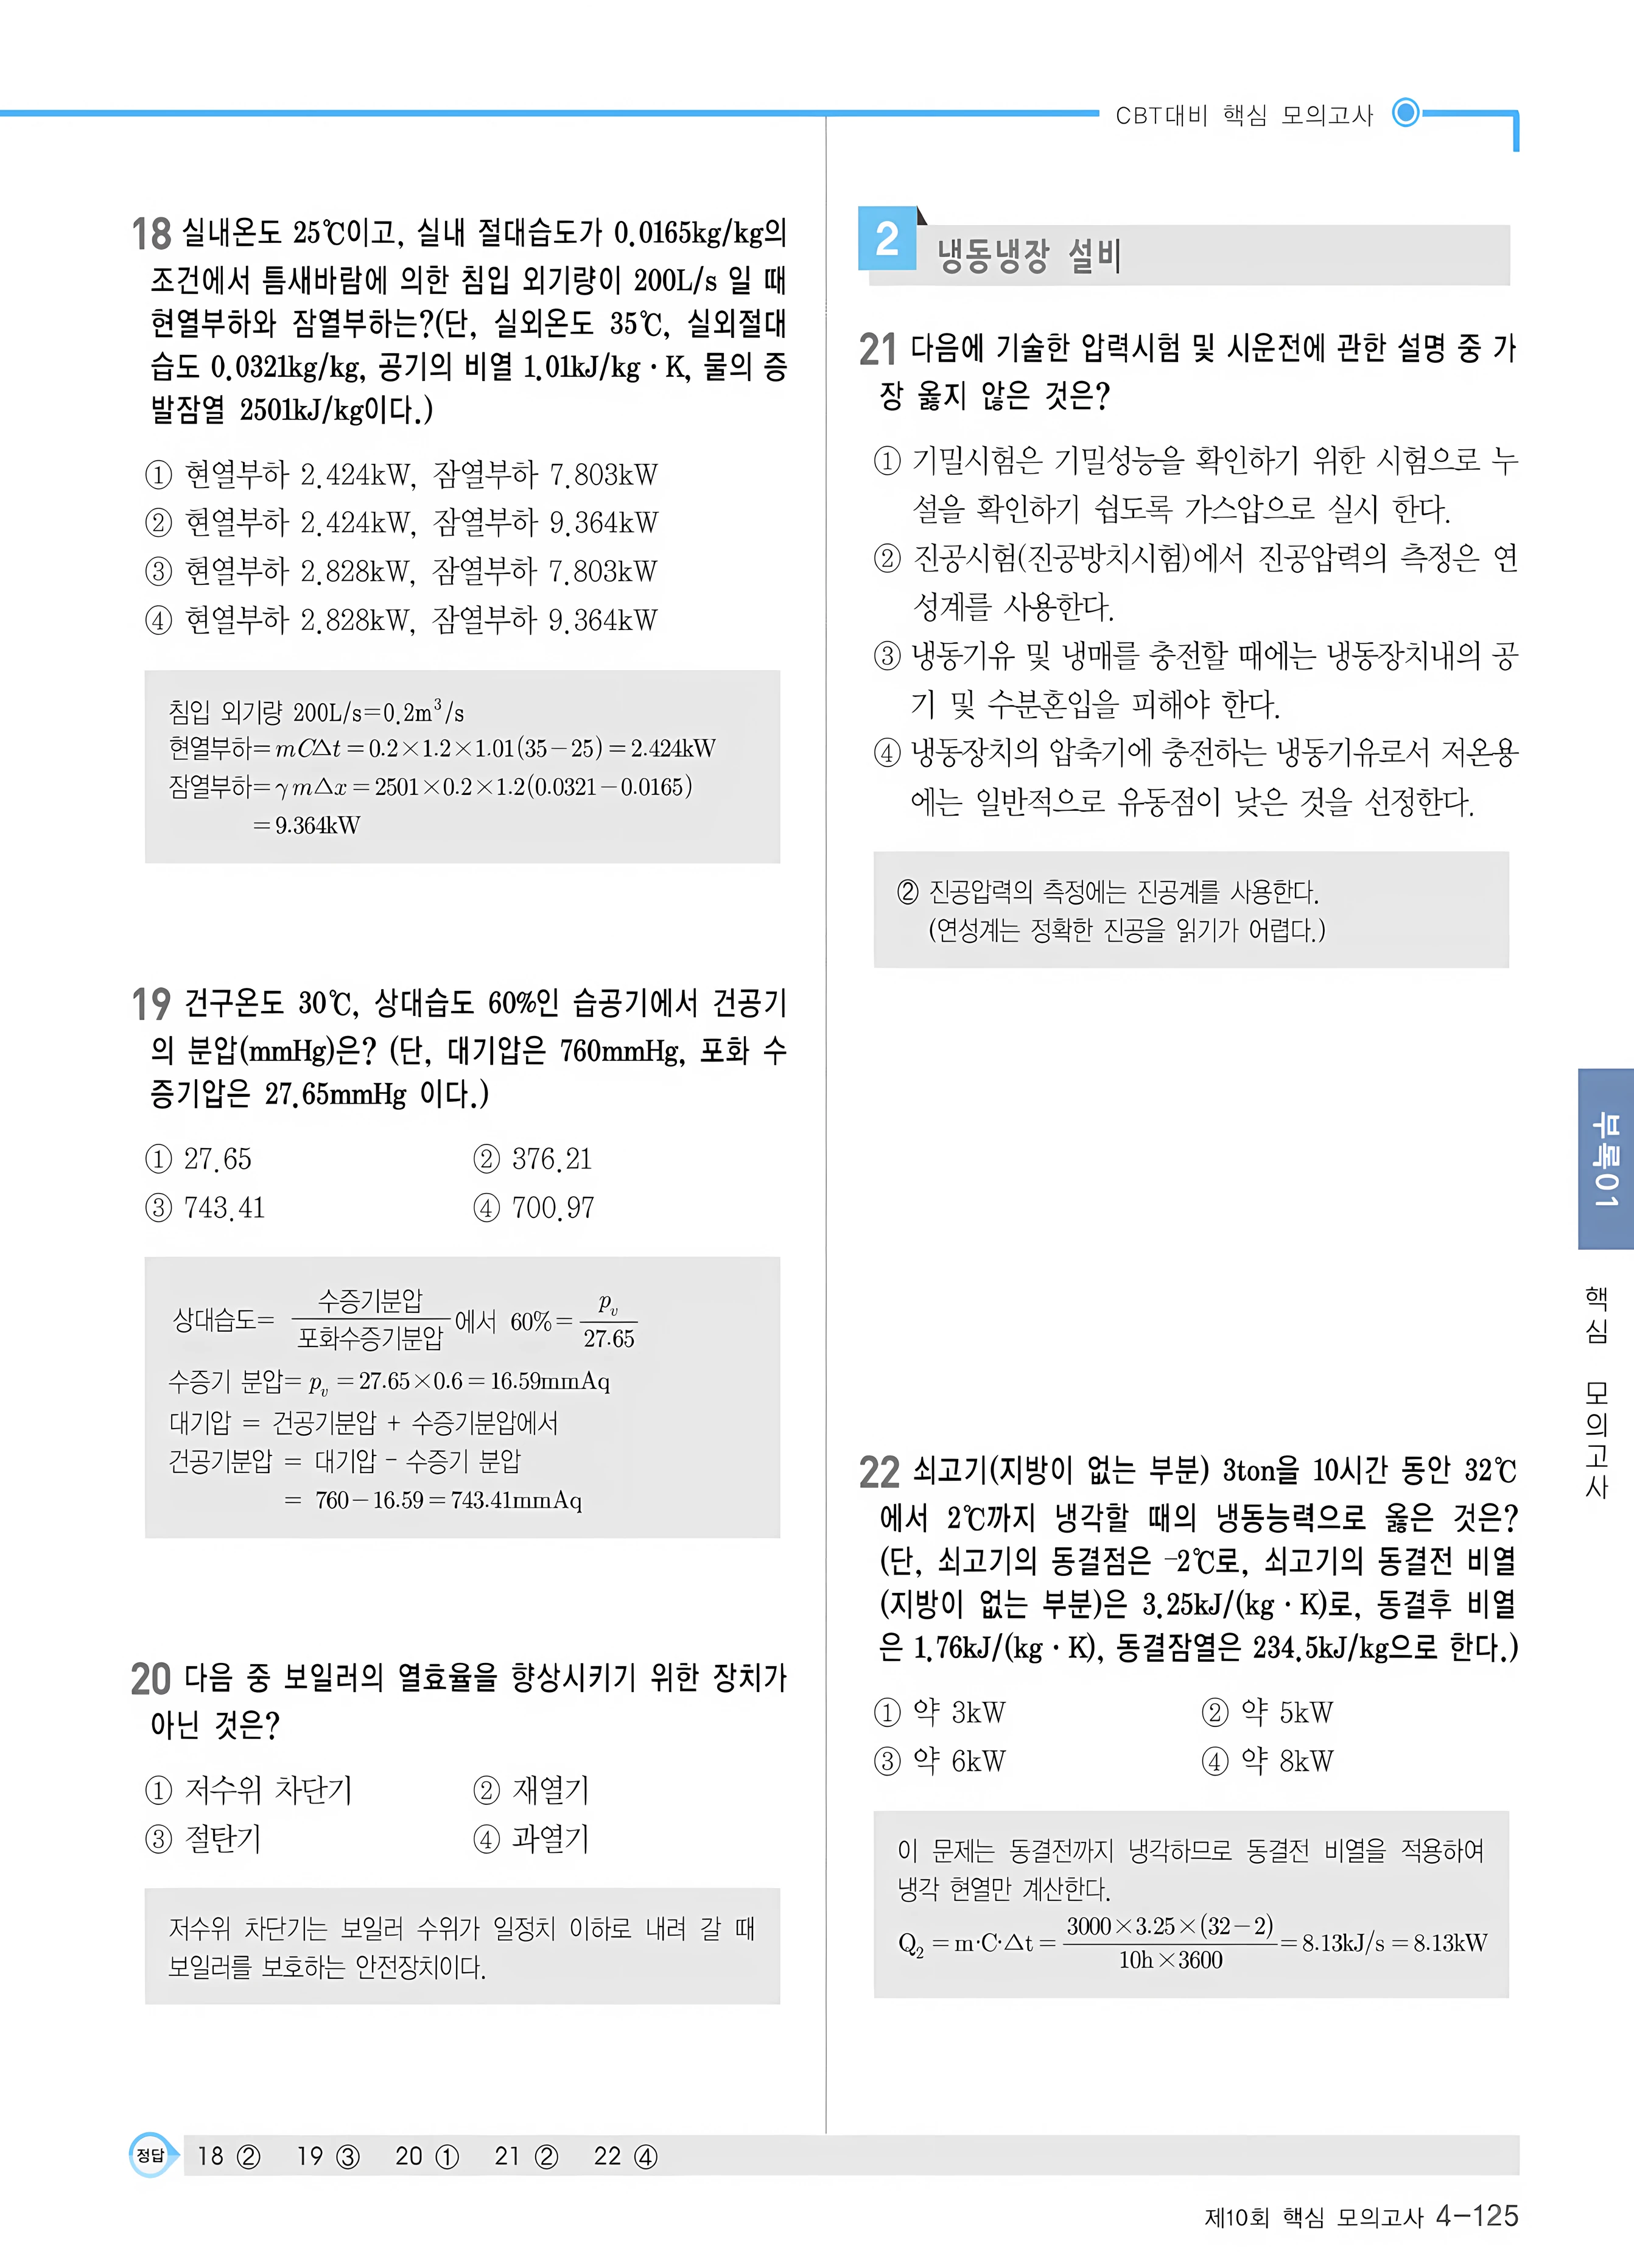 CBT대비 핵심 모의고사
18 실내온도 25℃이고, 실내 절대습도가 0.0165kg/kg의
조건에서 틈새바람에 의한 침입 외기량이 200L/s 일 때
현열부하와 잠열부하는?(단, 실외온도 35℃, 실외절대
습도 0.0321kg/kg, 공기의 비열 1.01kJ/kg·K, 물의 증
발잠열 2501kJ/kg이다.)
① 현열부하 2.424kW, 잠열부하 7.803kW
② 현열부하 2.424kW, 잠열부하 9.364kW
③ 현열부하 2.828kW, 잠열부하 7.803kW
④ 현열부하 2.828kW, 잠열부하 9.364kW
침입 외기량 200L/s=0.2m³/s
현열부하=mCΔt=0.2×1.2×1.01(35-25)=2.424kW
잠열부하=γmΔx=2501×0.2×1.2(0.0321-0.0165)
=9.364kW
19 건구온도 30℃, 상대습도 60%인 습공기에서 건공기
의 분압(mmHg)은? (단, 대기압은 760mmHg, 포화 수
증기압은 27.65mmHg 이다.)
① 27.65 ② 376.21
③ 743.41 ④ 700.97
상대습도= 수증기분압/포화수증기분압 에서 60%= pᵥ/27.65
수증기 분압= pᵥ =27.65×0.6=16.59mmAq
대기압 = 건공기분압 + 수증기분압에서
건공기분압 = 대기압 - 수증기 분압
= 760-16.59=743.41mmAq
20 다음 중 보일러의 열효율을 향상시키기 위한 장치가
아닌 것은?
① 저수위 차단기 ② 재열기
③ 절탄기 ④ 과열기
저수위 차단기는 보일러 수위가 일정치 이하로 내려 갈 때
보일러를 보호하는 안전장치이다.
2 냉동냉장 설비
21 다음에 기술한 압력시험 및 시운전에 관한 설명 중 가
장 옳지 않은 것은?
① 기밀시험은 기밀성능을 확인하기 위한 시험으로 누
설을 확인하기 쉽도록 가스압으로 실시 한다.
② 진공시험(진공방치시험)에서 진공압력의 측정은 연
성계를 사용한다.
③ 냉동기유 및 냉매를 충전할 때에는 냉동장치내의 공
기 및 수분혼입을 피해야 한다.
④ 냉동장치의 압축기에 충전하는 냉동기유로서 저온용
에는 일반적으로 유동점이 낮은 것을 선정한다.
② 진공압력의 측정에는 진공계를 사용한다.
(연성계는 정확한 진공을 읽기가 어렵다.)
22 쇠고기(지방이 없는 부분) 3ton을 10시간 동안 32℃
에서 2℃까지 냉각할 때의 냉동능력으로 옳은 것은?
(단, 쇠고기의 동결점은 -2℃로, 쇠고기의 동결전 비열
(지방이 없는 부분)은 3.25kJ/(kg·K)로, 동결후 비열
은 1.76kJ/(kg·K), 동결잠열은 234.5kJ/kg으로 한다.)
① 약 3kW ② 약 5kW
③ 약 6kW ④ 약 8kW
이 문제는 동결전까지 냉각하므로 동결전 비열을 적용하여
냉각 현열만 계산한다.
Q₂=m·C·Δt= 3000×3.25×(32-2)/10h×3600 =8.13kJ/s=8.13kW
부록01
핵심 모의고사
정답 18 ② 19 ③ 20 ① 21 ② 22 ④
제10회 핵심 모의고사 4-125